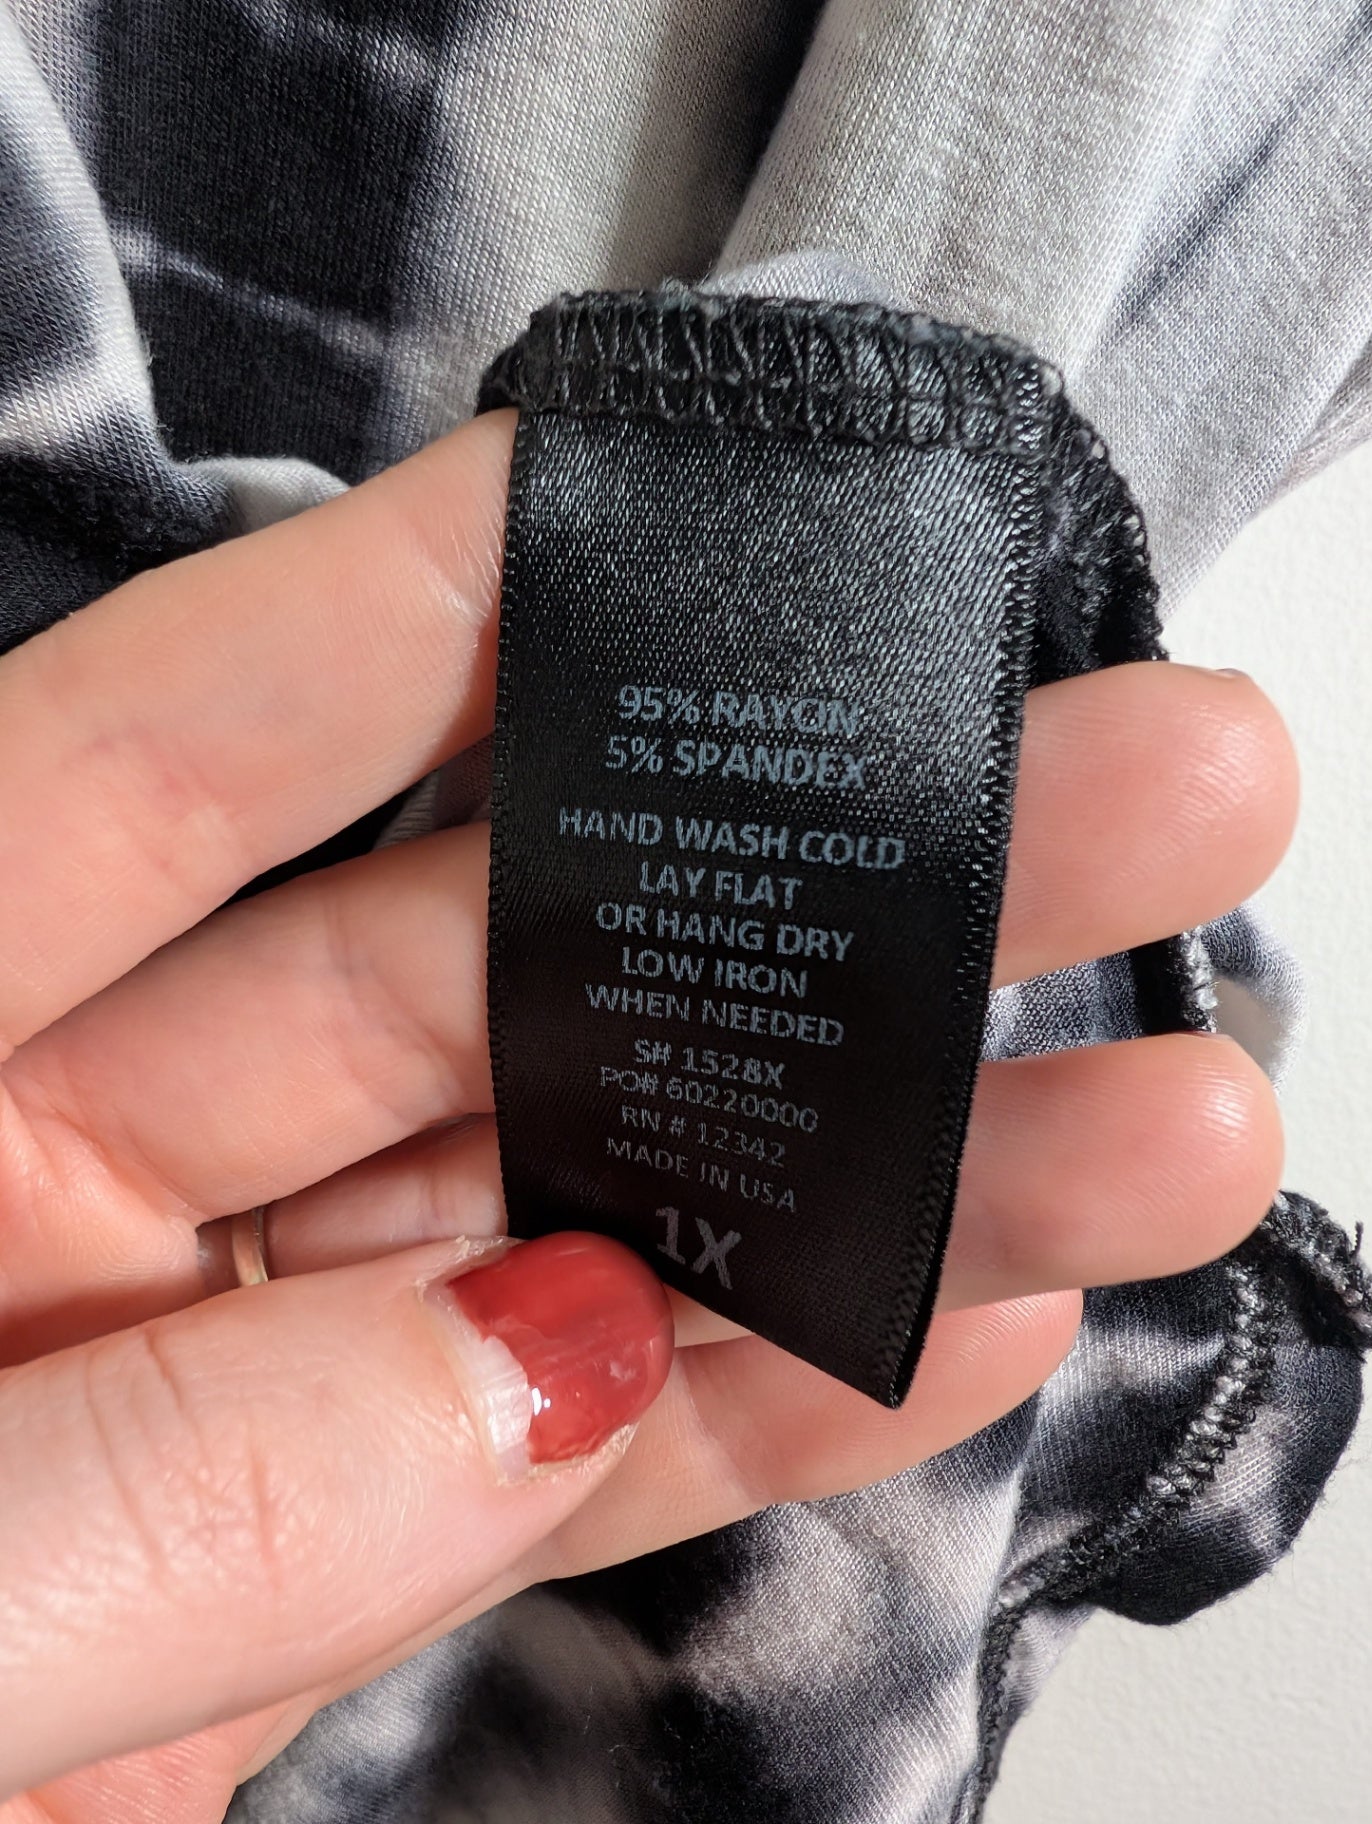 95% RAYON
5% SPANDEX
HAND WASH COLD
LAY FLAT
OR HANG DRY
LOW IRON
WHEN NEEDED
S# 1528X
PO# 60220000
RN # 12342
MADE IN USA
1X